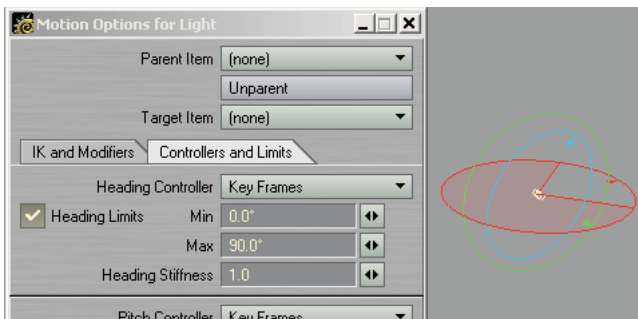 Motion Options for Light
Parent Item (none)
Unparent
Target Item (none)
IK and Modifiers Controllers and Limits
Heading Controller Key Frames
Heading Limits Min 0.0°
Max 90.0°
Heading Stiffness 1.0
Pitch Controller Key Frames